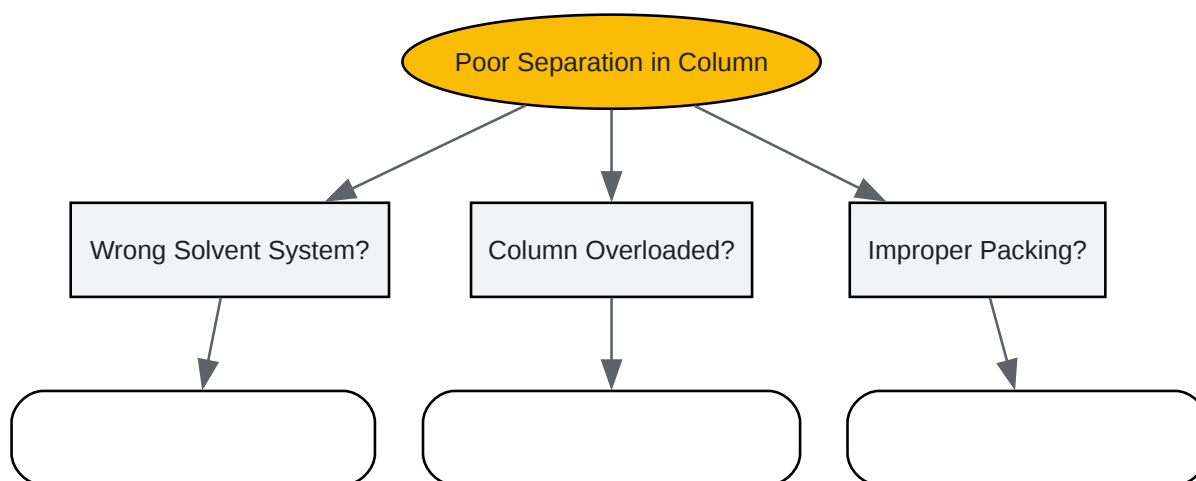 Poor Separation in Column
Wrong Solvent System?
Column Overloaded?
Improper Packing?